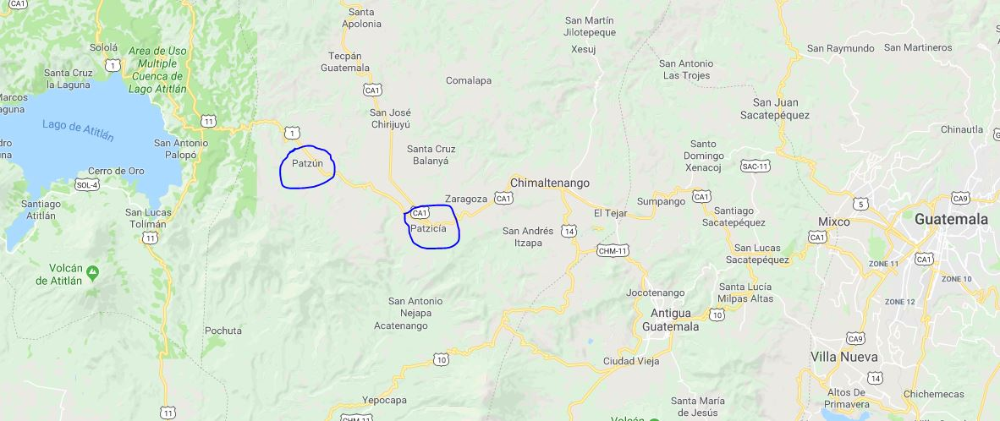 CA1
Santa
Apolonia
San Martín
Jilotepeque
Xesuj
Sololá
1
Area de Uso
Multiple
Cuenca de
Lago Atitlán
Tecpán
Guatemala
San Raymundo
San Martineros
San Antonio
Las Trojes
Santa Cruz
la Laguna
Comalapa
CA1
Marcos
aguna
San Juan
Sacatepéquez
San José
Chirijuyú
11
Lago de Atitlán
1
Chinautla
San Antonio
Palopó
Santa Cruz
Balanyá
Santo
Domingo
Xenacoj
SAC-11
Patzún
Cerro de Oro
SOL-4
Chimaltenango
Zaragoza
CA1
Sumpango
CA1
5
CA9
Santiago
Atitlán
San Lucas
Tolimán
11
CA1
Patzicía
El Tejar
Santiago
Sacatepéquez
Mixco
Guatemala
San Andrés
Itzapa
14
CA1
CHM-11
San Lucas
Sacatepéquez
CA1
Volcán
de Atitlán
ZONE 11
ZONE 10
Jocotenango
Santa Lucía
Milpas Altas
ZONE 12
San Antonio
Nejapa
Acatenango
Antigua
Guatemala
10
Pochuta
CA9
10
Ciudad Vieja
Villa Nueva
14
Yepocapa
Santa María
de Jesús
Altos De
Primavera
Chichemecas
11
CHM-11
Volcán